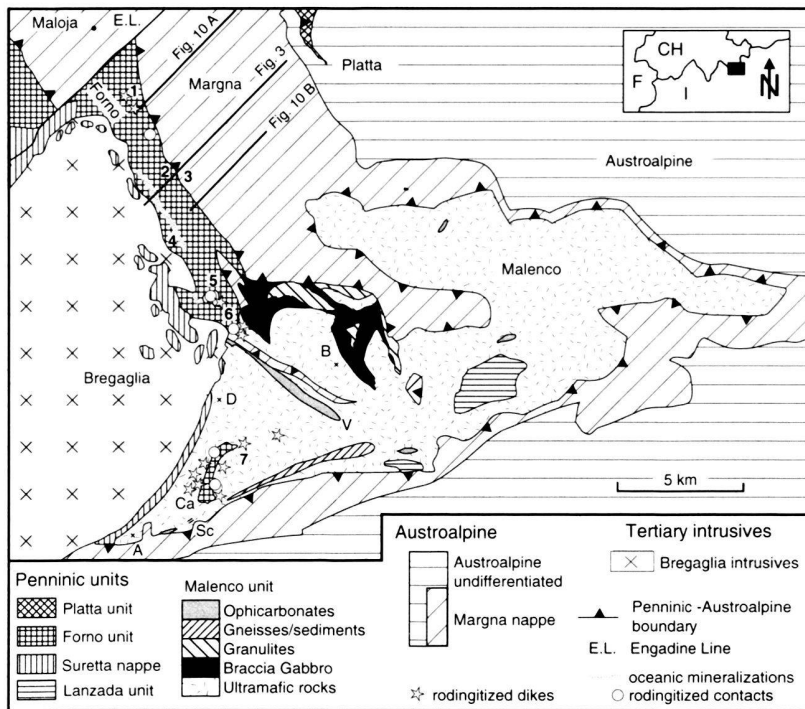 Maloja
E.L.
Fig. 10 A
Margna
Fig. 3
Fig. 10 B
Platta
CH
F
I
N
Forno
1
2
3
4
5
6
Austroalpine
Malenco
Bregaglia
B
D
V
7
Ca
Sc
A
5 km
Penninic units
Platta unit
Forno unit
Suretta nappe
Lanzada unit
Malenco unit
Ophicarbonates
Gneisses/sediments
Granulites
Braccia Gabbro
Ultramafic rocks
Austroalpine
Austroalpine
undifferentiated
Margna nappe
rodingitized dikes
Tertiary intrusives
Bregaglia intrusives
Penninic -Austroalpine
boundary
E.L. Engadine Line
oceanic mineralizations
rodingitized contacts